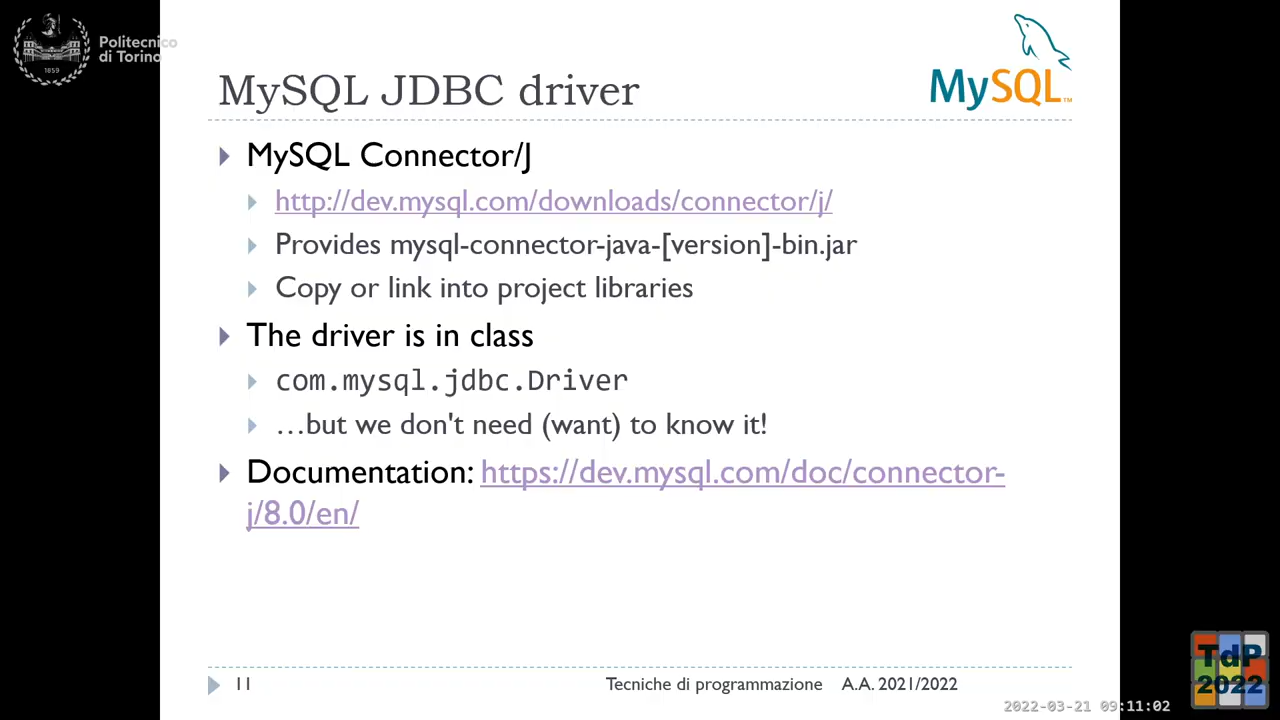 Politecnico
di Torino
1859
MySQL JDBC driver
MySQL™
MySQL Connector/J
http://dev.mysql.com/downloads/connector/j/
Provides mysql-connector-java-[version]-bin.jar
Copy or link into project libraries
The driver is in class
com.mysql.jdbc.Driver
…but we don't need (want) to know it!
Documentation: https://dev.mysql.com/doc/connector-
j/8.0/en/
11 Tecniche di programmazione A.A. 2021/2022
TdP
2022
2022-03-21 09:11:02